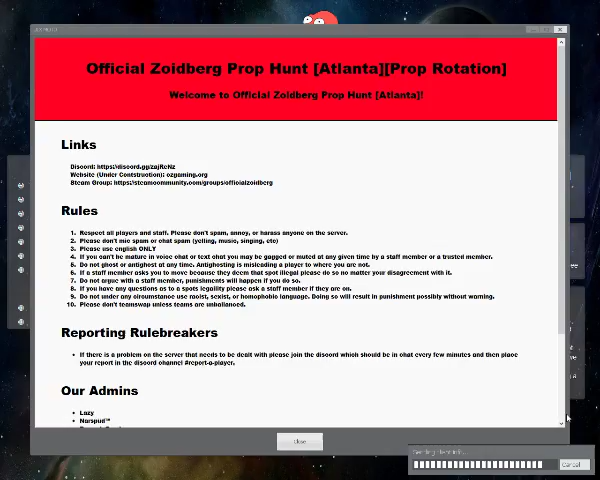 Official Zoidberg Prop Hunt [Atlanta][Prop Rotation]
Welcome to Official Zoidberg Prop Hunt [Atlanta]!
Links
Discord: https://discord.gg/zajReNz
Website (Under Contstruction): ozgaming.org
Steam Group: https://steamcommunity.com/groups/officialzoidberg
Rules
1. Respect all players and staff. Please don't spam, annoy, or harass anyone on the server.
2. Please don't mic spam or chat spam (yelling, music, singing, etc)
3. Please use english ONLY
4. If you can't be mature in voice chat or text chat you may be gagged or muted at any given time by a staff member or a trusted member.
5. Do not ghost or antighost at any time. Antighosting is misleading a player to where you are not.
6. If a staff member asks you to move because they deem that spot illegal please do so no matter your disagreement with it.
7. Do not argue with a staff member, punishments will happen if you do so.
8. If you have any questions as to a spots legality please ask a staff member if they are on.
9. Do not under any circumstance use racist, sexist, or homophobic language. Doing so will result in punishment possibly without warning.
10. Please don't teamswap unless teams are unbalanced.
Reporting Rulebreakers
• If there is a problem on the server that needs to be dealt with please join the discord which should be in chat every few minutes and then place
your report in the discord channel #report-a-player.
Our Admins
• Lazy
• Narspud™
Close
Sending client info...
Cancel